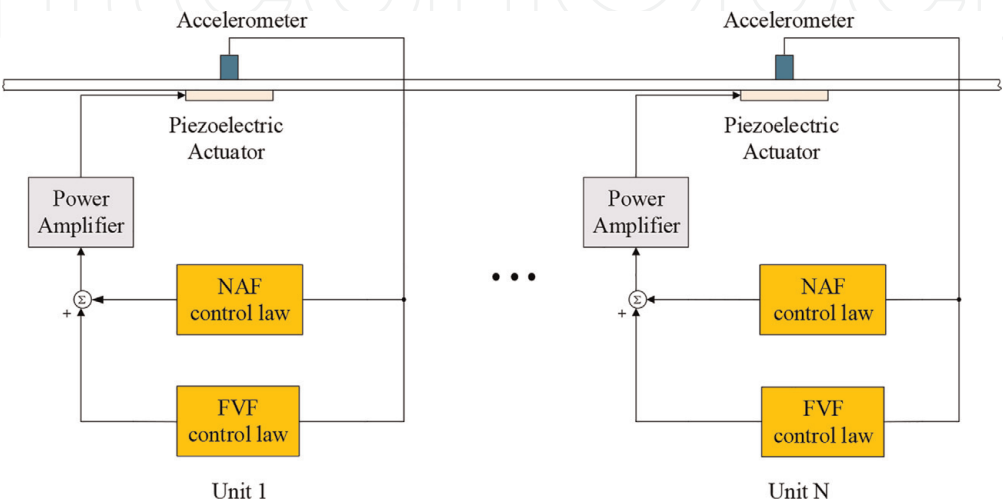 Accelerometer
Accelerometer
Piezoelectric
Actuator
Piezoelectric
Actuator
Power
Amplifier
Power
Amplifier
NAF
control law
NAF
control law
Σ
+
Σ
+
• • •
FVF
control law
FVF
control law
Unit 1
Unit N